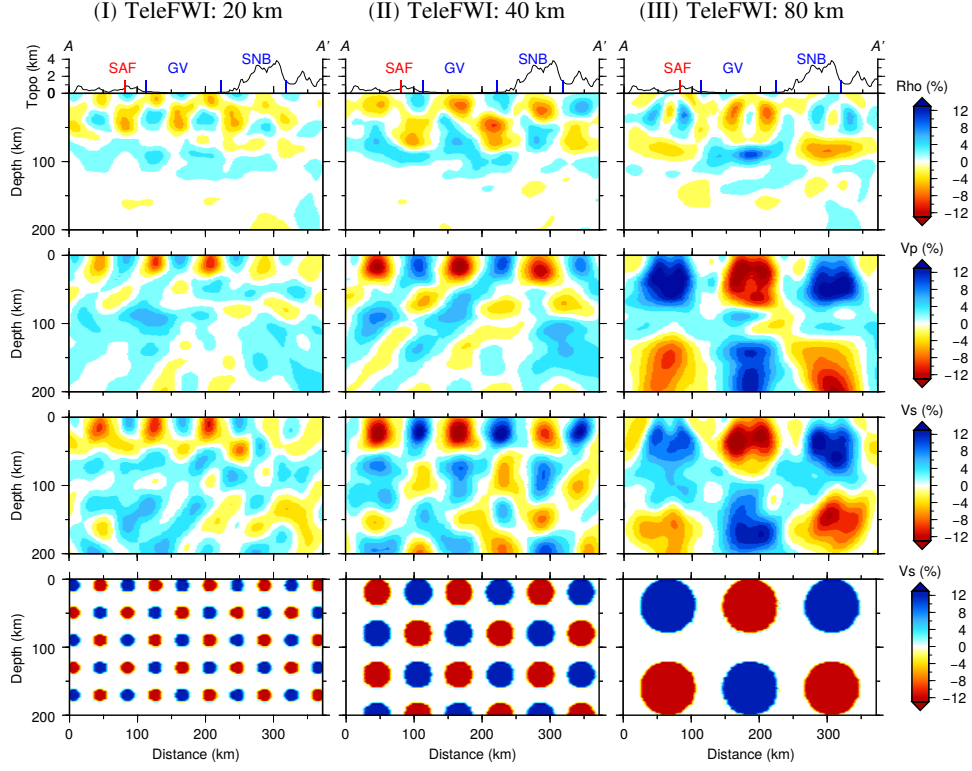 (I) TeleFWI: 20 km (II) TeleFWI: 40 km (III) TeleFWI: 80 km
A A' A A' A A'
Topo (km) 4 2 0 SAF GV SNB SAF GV SNB SAF GV SNB
Depth (km) 0 100 200 Rho (%) 12 8 4 0 −4 −8 −12
Depth (km) 0 100 200 Vp (%) 12 8 4 0 −4 −8 −12
Depth (km) 0 100 200 Vs (%) 12 8 4 0 −4 −8 −12
Depth (km) 0 100 200 Vs (%) 12 8 4 0 −4 −8 −12
0 100 200 300 0 100 200 300 0 100 200 300
Distance (km) Distance (km) Distance (km)